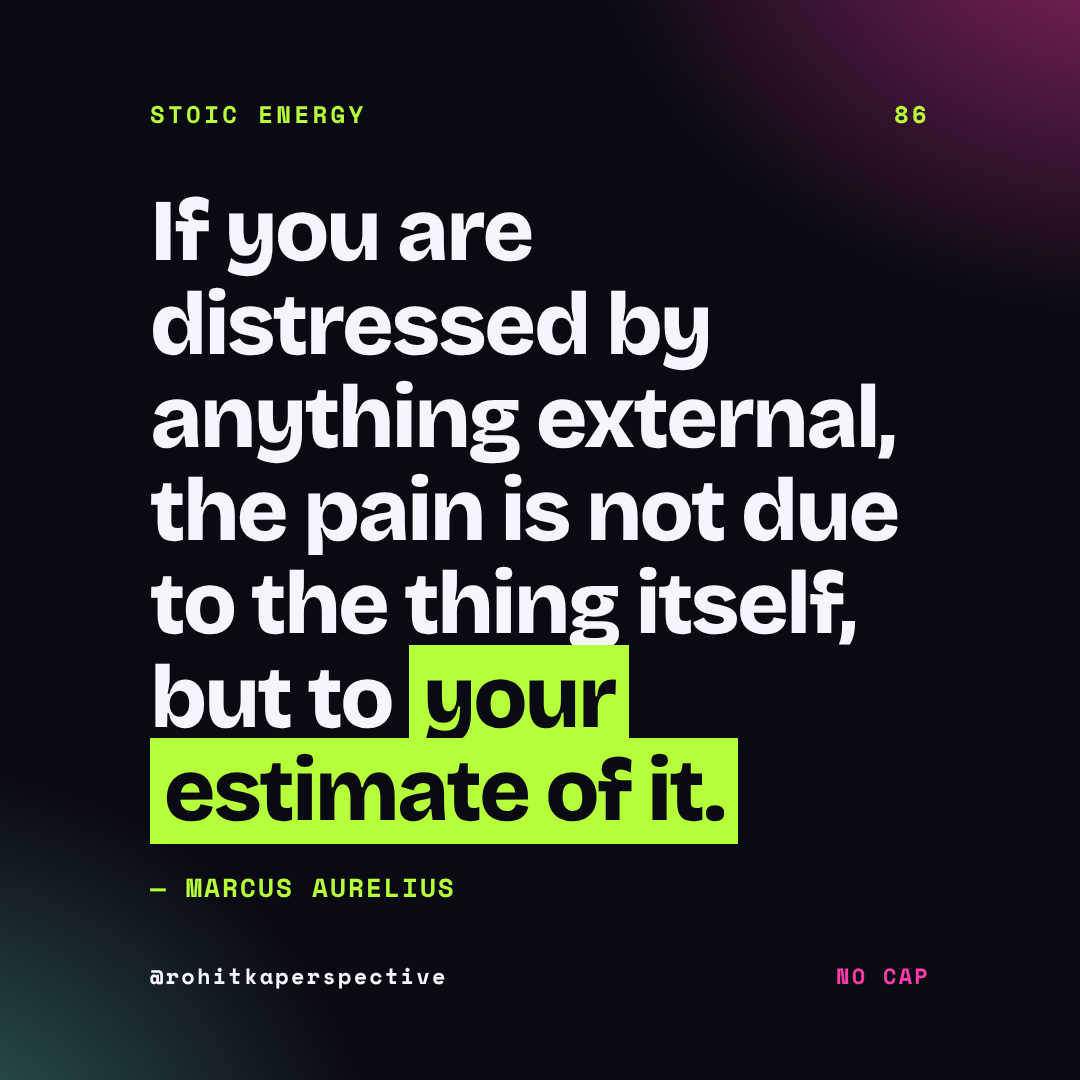 STOIC ENERGY
86
If you are
distressed by
anything external,
the pain is not due
to the thing itself,
but to your
estimate of it.
— MARCUS AURELIUS
@rohitkaperspective
NO CAP